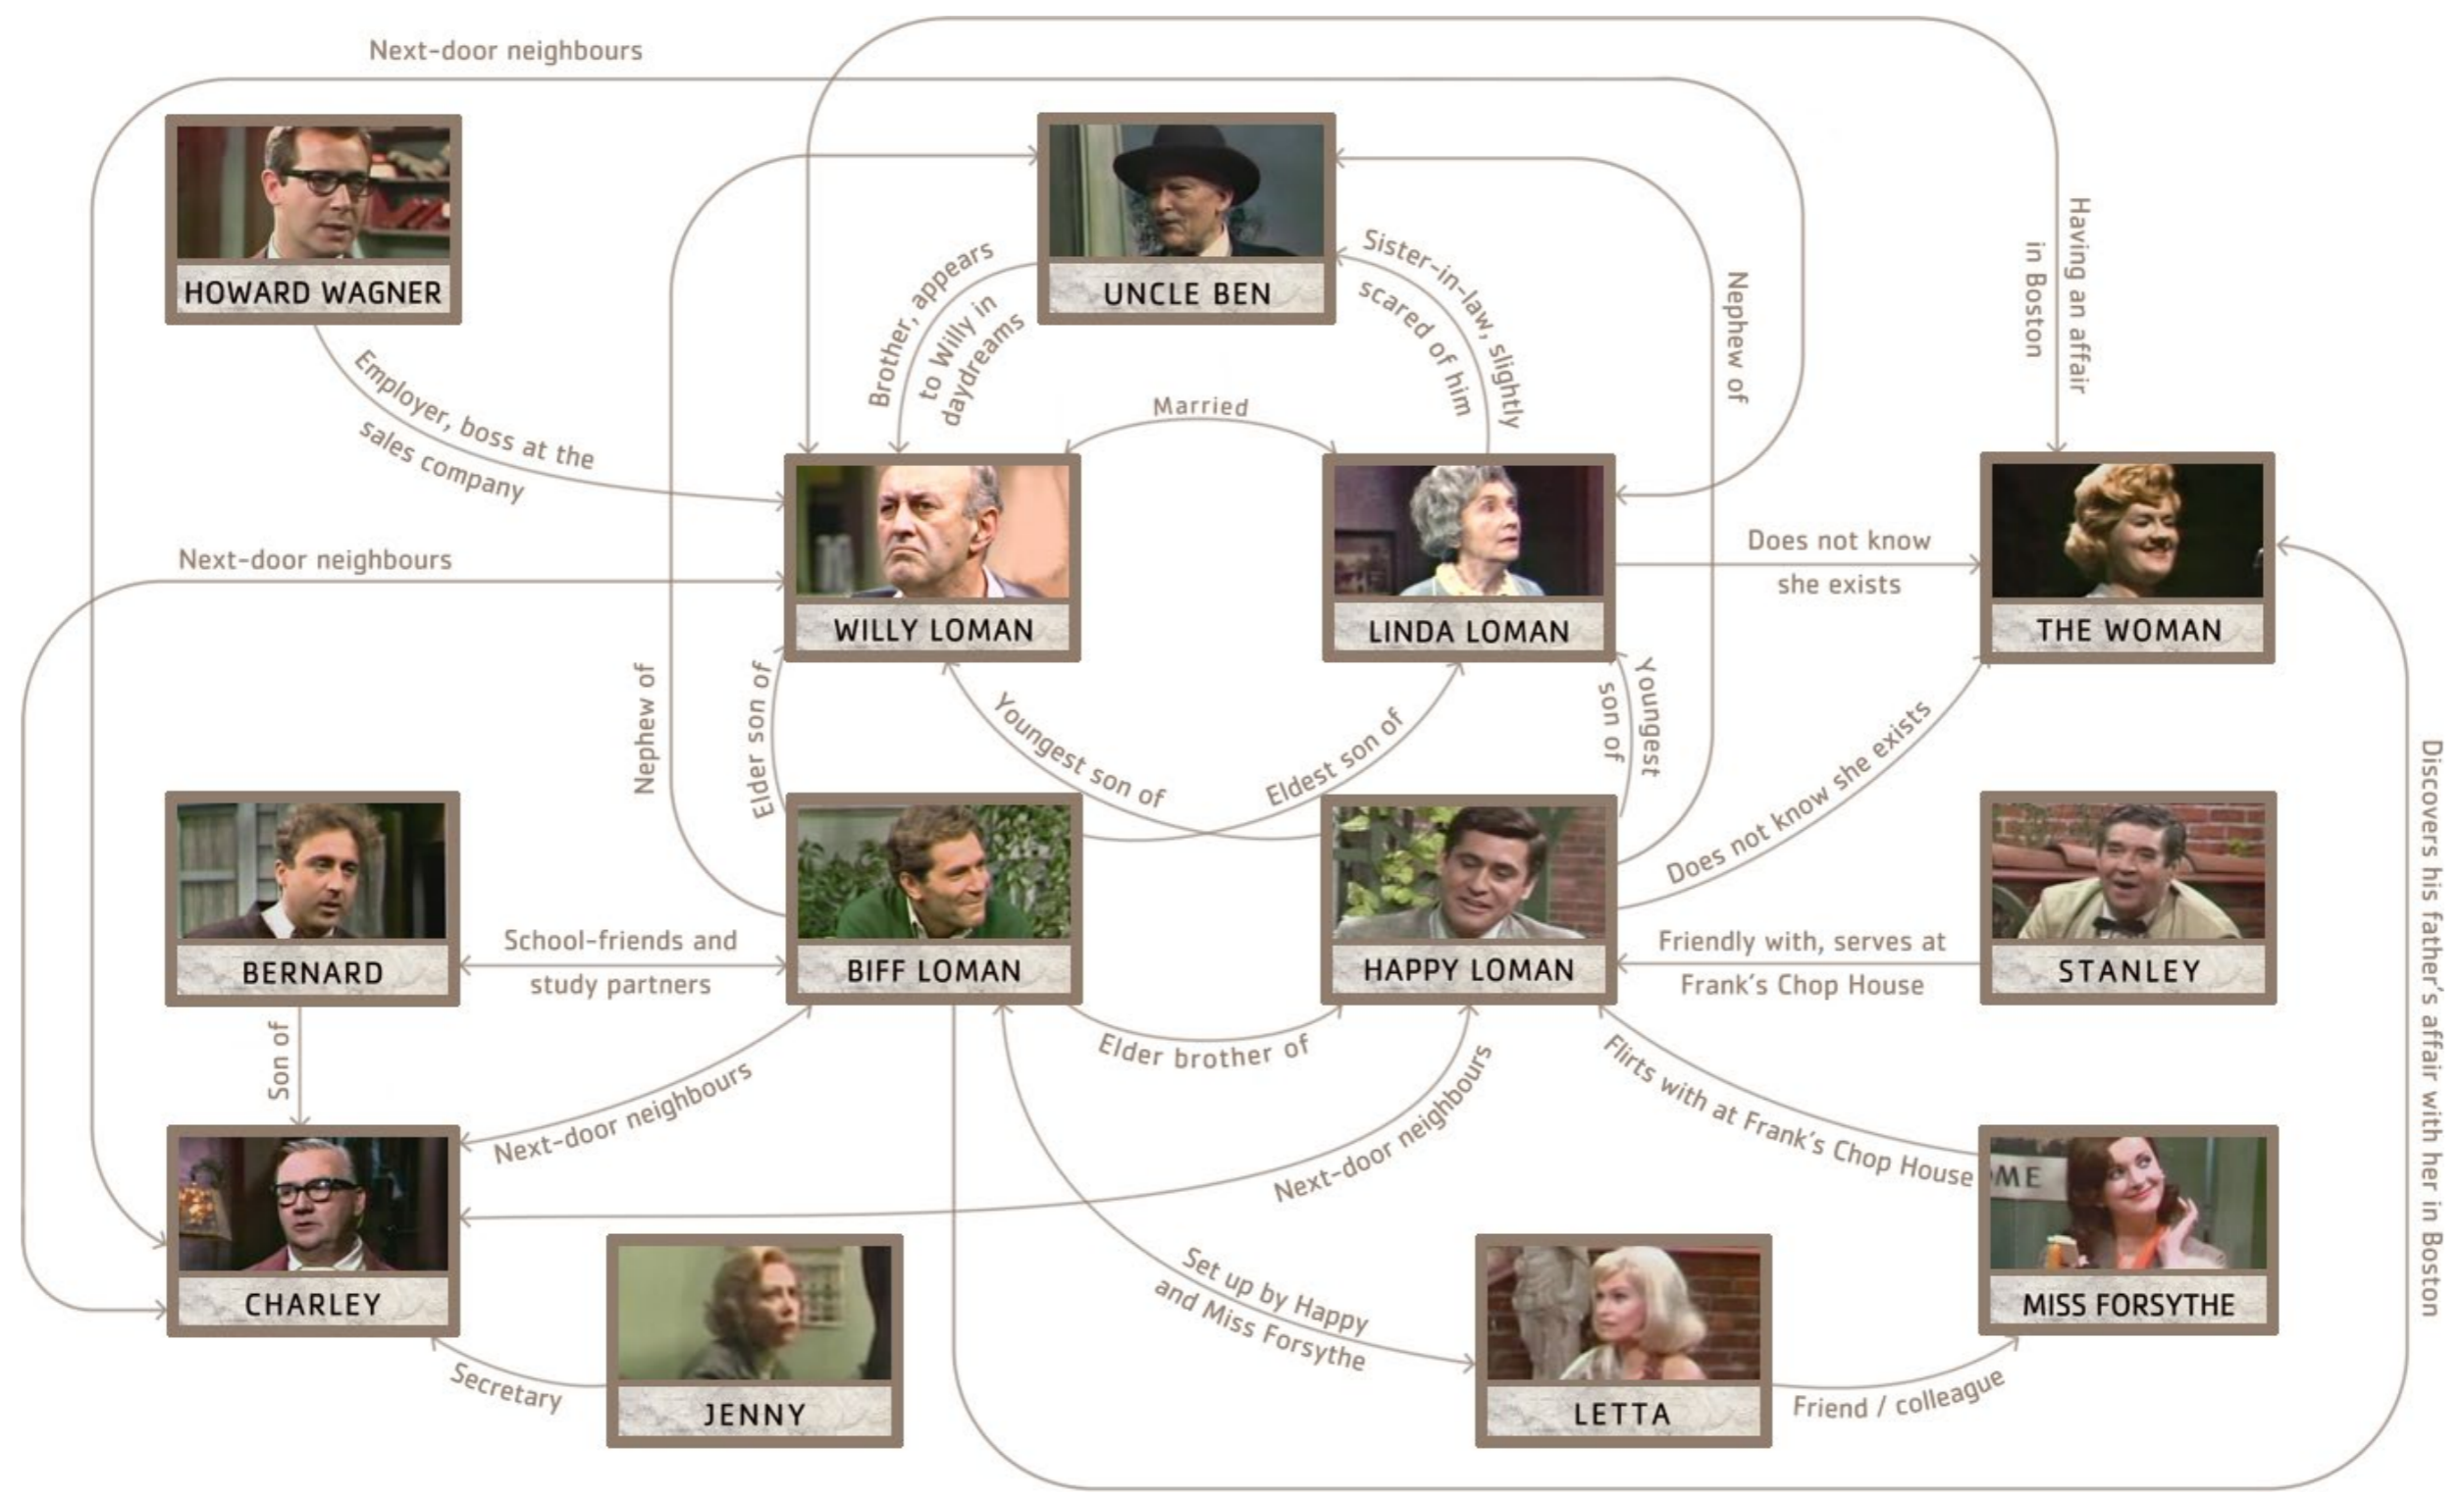 Next-door neighbours
HOWARD WAGNER
UNCLE BEN
Having an affair
in Boston
Nephew of
Brother, appears
to Willy in
daydreams
Sister-in-law, slightly
scared of him
Employer, boss at the
sales company
Married
Next-door neighbours
WILLY LOMAN
LINDA LOMAN
Does not know
she exists
THE WOMAN
Nephew of
Elder son of
Youngest son of
Eldest son of
Youngest
son of
Does not know she exists
Discovers his father's affair with her in Boston
BERNARD
School-friends and
study partners
BIFF LOMAN
HAPPY LOMAN
Friendly with, serves at
Frank's Chop House
STANLEY
Son of
Next-door neighbours
Elder brother of
Next-door neighbours
Flirts with at Frank's Chop House
OME
CHARLEY
Secretary
JENNY
Set up by Happy
and Miss Forsythe
LETTA
Friend / colleague
MISS FORSYTHE